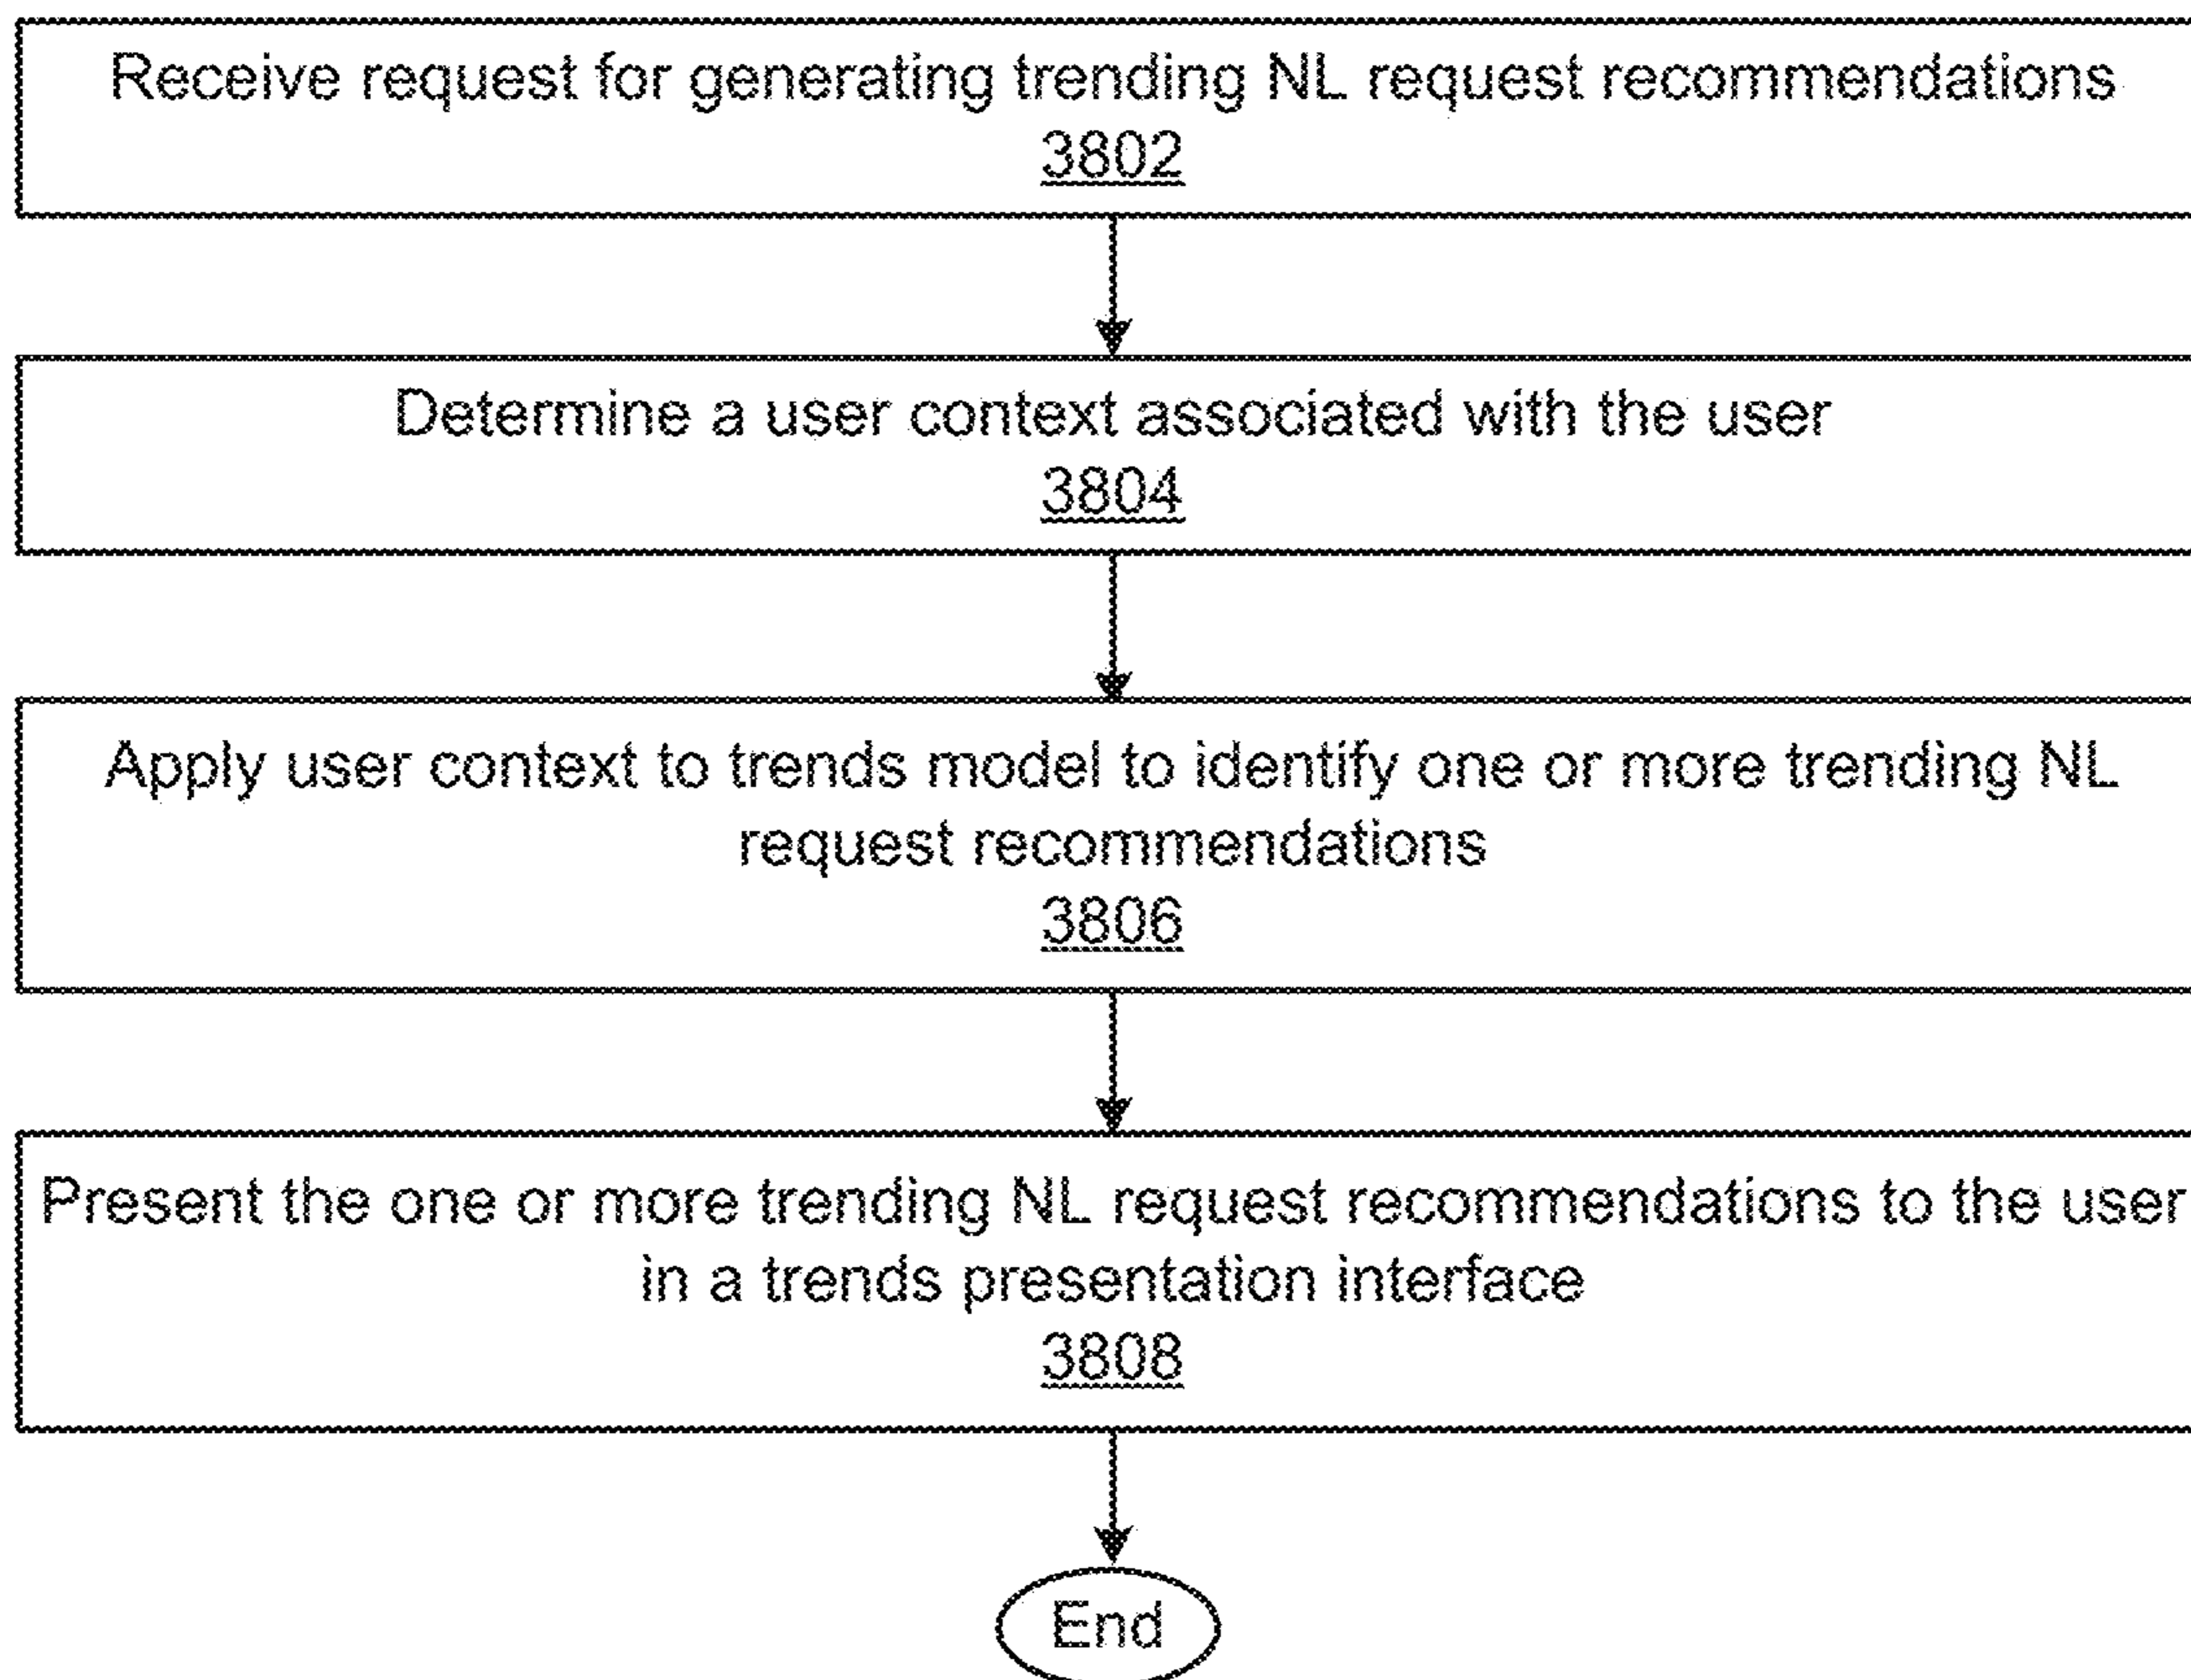 Receive request for generating trending NL request recommendations
3802
Determine a user context associated with the user
3804
Apply user context to trends model to identify one or more trending NL
request recommendations
3806
Present the one or more trending NL request recommendations to the user
in a trends presentation interface
3808
End